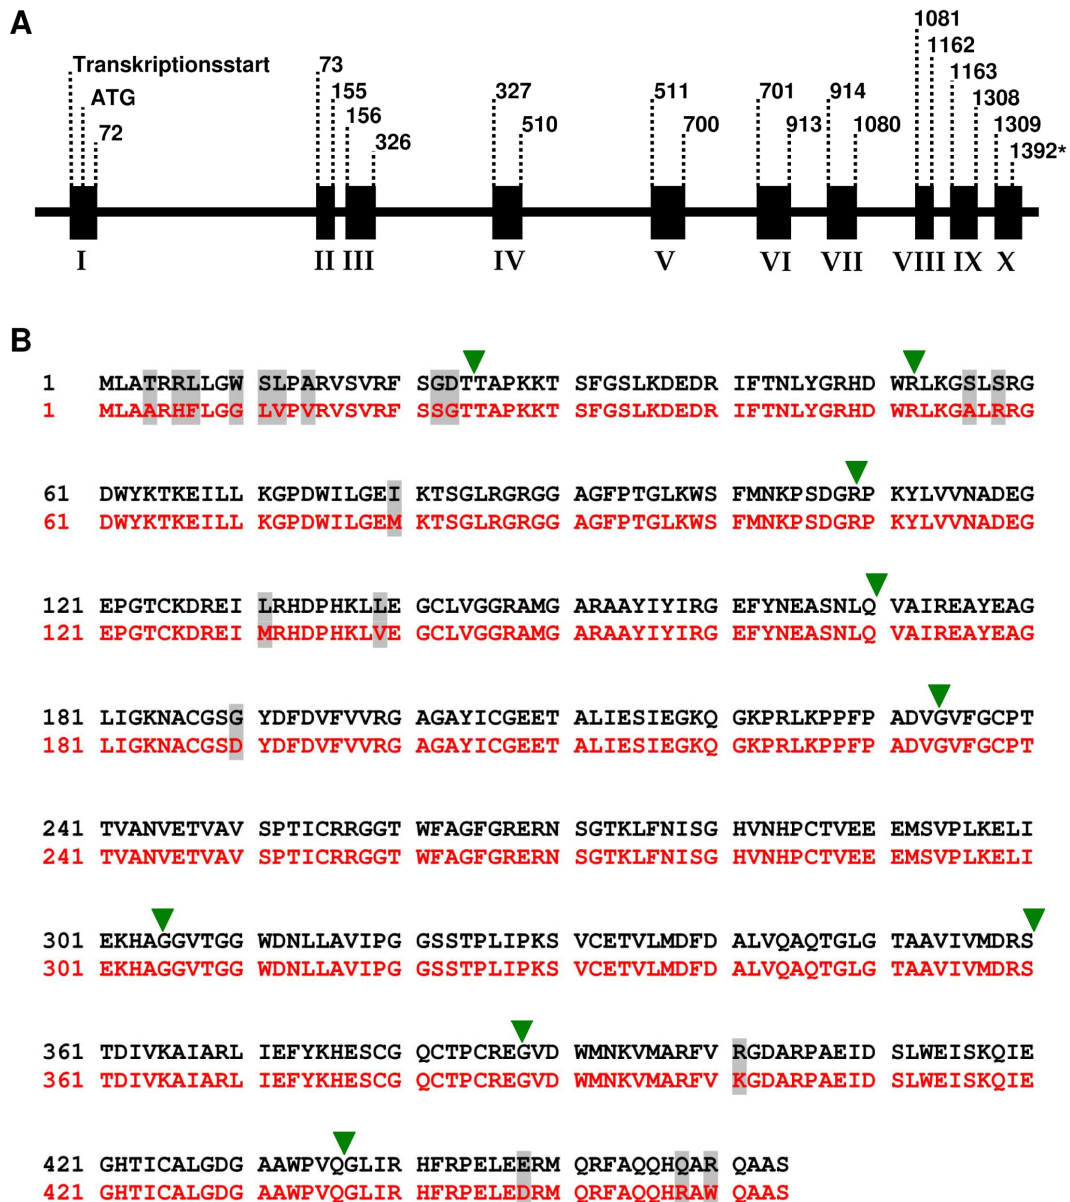 A
1081
1162
Transkriptionsstart 73 1163
ATG 155 327 511 701 914 1308
72 156 510 700 913 1080 1309
326 1392*
I II III IV V VI VII VIII IX X
B
1 MLATRRLLGW SLPARVSVRF SGDTTAPKKT SFGSLKDEDR IFTNLYGRHD WRLKGSLSRG
1 MLAARHFLGG LVPVRVSVRF SSGTTAPKKT SFGSLKDEDR IFTNLYGRHD WRLKGALRRG
61 DWYKTKEILL KGPDWILGEI KTSGLRGRGG AGFPTGLKWS FMNKPSDGRP KYLVVNADEG
61 DWYKTKEILL KGPDWILGEM KTSGLRGRGG AGFPTGLKWS FMNKPSDGRP KYLVVNADEG
121 EPGTCKDREI LRHDPHKLLE GCLVGGRAMG ARAAYIYIRG EFYNEASNLQ VAIREAYEAG
121 EPGTCKDREI MRHDPHKLVE GCLVGGRAMG ARAAYIYIRG EFYNEASNLQ VAIREAYEAG
181 LIGKNACGSG YDFDVFVVRG AGAYICGEET ALIESIEGKQ GKPRLKPPFP ADVGVFGCPT
181 LIGKNACGSD YDFDVFVVRG AGAYICGEET ALIESIEGKQ GKPRLKPPFP ADVGVFGCPT
241 TVANVETVAV SPTICRRGGT WFAGFGRERN SGTKLFNISG HVNHPCTVEE EMSVPLKELI
241 TVANVETVAV SPTICRRGGT WFAGFGRERN SGTKLFNISG HVNHPCTVEE EMSVPLKELI
301 EKHAGGVTGG WDNLLAVIPG GSSTPLIPKS VCETVLMDFD ALVQAQTGLG TAAVIVMDRS
301 EKHAGGVTGG WDNLLAVIPG GSSTPLIPKS VCETVLMDFD ALVQAQTGLG TAAVIVMDRS
361 TDIVKAIARL IEFYKHESCG QCTPCREGVD WMNKVMARFV RGDARPAEID SLWEISKQIE
361 TDIVKAIARL IEFYKHESCG QCTPCREGVD WMNKVMARFV KGDARPAEID SLWEISKQIE
421 GHTICALGDG AAWPVQGLIR HFRPELEERM QRFAQQHQAR QAAS
421 GHTICALGDG AAWPVQGLIR HFRPELEDRM QRFAQQHRAW QAAS